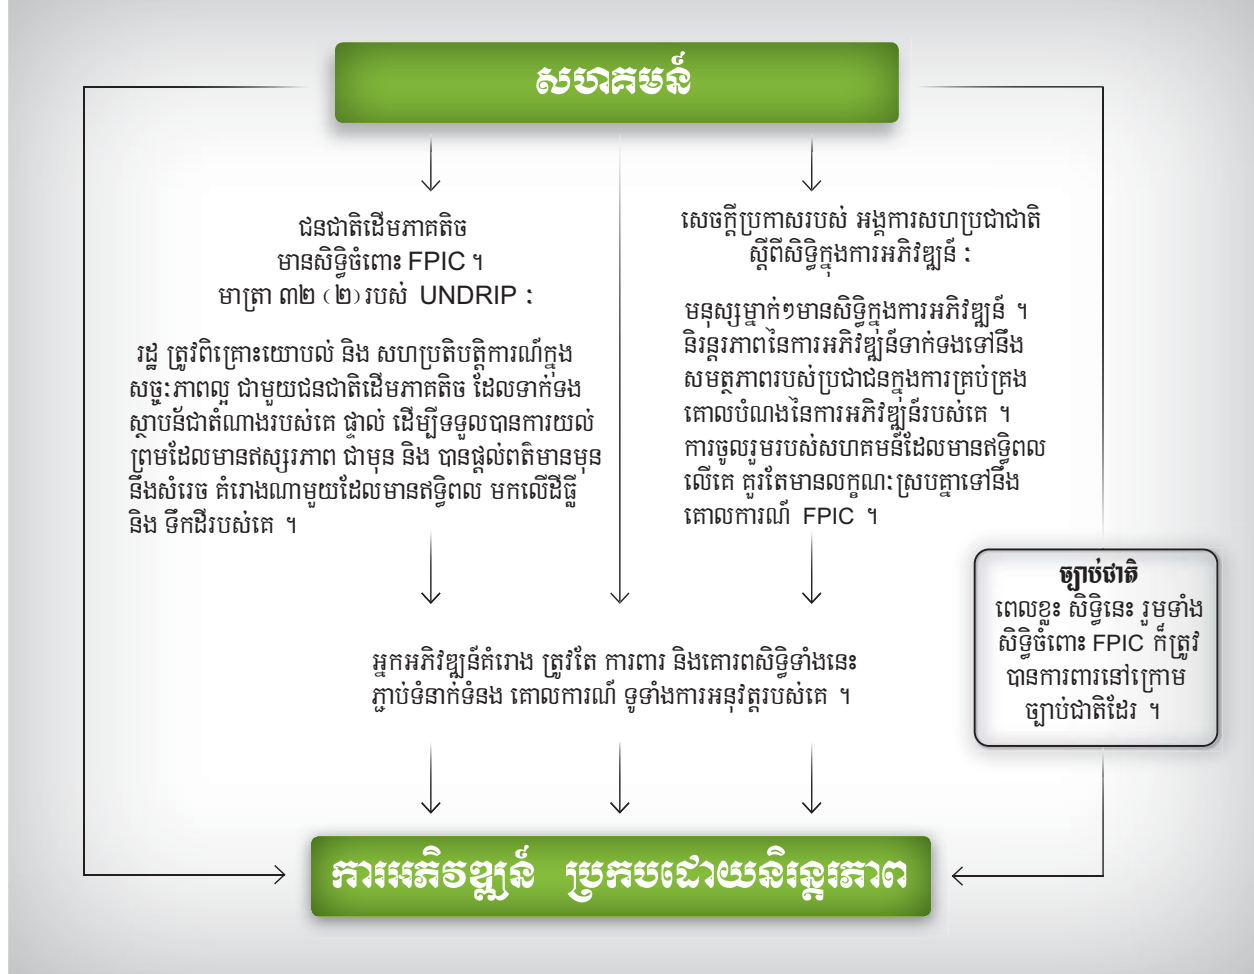 សហគមន៍
ជនជាតិដើមភាគតិច
មានសិទ្ធិចំពោះ FPIC ។
មាត្រា ៣២ (២) របស់ UNDRIP :
រដ្ឋ ត្រូវពិគ្រោះយោបល់ និង សហប្រតិបត្តិការណ៍ក្នុង
សច្ចៈភាពល្អ ជាមួយជនជាតិដើមភាគតិច ដែលទាក់ទង
ស្ថាបន័ជាតំណាងរបស់គេ ផ្ទាល់ ដើម្បីទទួលបានការយល់
ព្រមដែលមានឥស្សរភាព ជាមុន និង បានផ្តល់ពត៌មានមុន
នឹងសំរេច គំរោងណាមួយដែលមានឥទ្ធិពល មកលើដីធ្លី
និង ទឹកដីរបស់គេ ។
សេចក្តីប្រកាសរបស់ អង្គការសហប្រជាជាតិ
ស្តីពីសិទ្ធិក្នុងការអភិវឌ្ឍន៍ :
មនុស្សម្នាក់ៗមានសិទ្ធិក្នុងការអភិវឌ្ឍន៍ ។
និរន្តរភាពនៃការអភិវឌ្ឍន៍ទាក់ទងទៅនឹង
សមត្ថភាពរបស់ប្រជាជនក្នុងការគ្រប់គ្រង
គោលបំណងនៃការអភិវឌ្ឍន៍របស់គេ ។
ការចូលរួមរបស់សហគមន៍ដែលមានឥទ្ធិពល
លើគេ គួរតែមានលក្ខណៈស្របគ្នាទៅនឹង
គោលការណ៍ FPIC ។
ច្បាប់ជាតិ
ពេលខ្លះ សិទ្ធិនេះ រួមទាំង
សិទ្ធិចំពោះ FPIC ក៏ត្រូវ
បានការពារនៅក្រោម
ច្បាប់ជាតិដែរ ។
អ្នកអភិវឌ្ឍន៍គំរោង ត្រូវតែ ការពារ និងគោរពសិទ្ធិទាំងនេះ
ភ្ជាប់ទំនាក់ទំនង គោលការណ៍ ទូទាំងការអនុវត្តរបស់គេ ។
ការអភិវឌ្ឍន៍ ប្រកបដោយនិរន្តរភាព